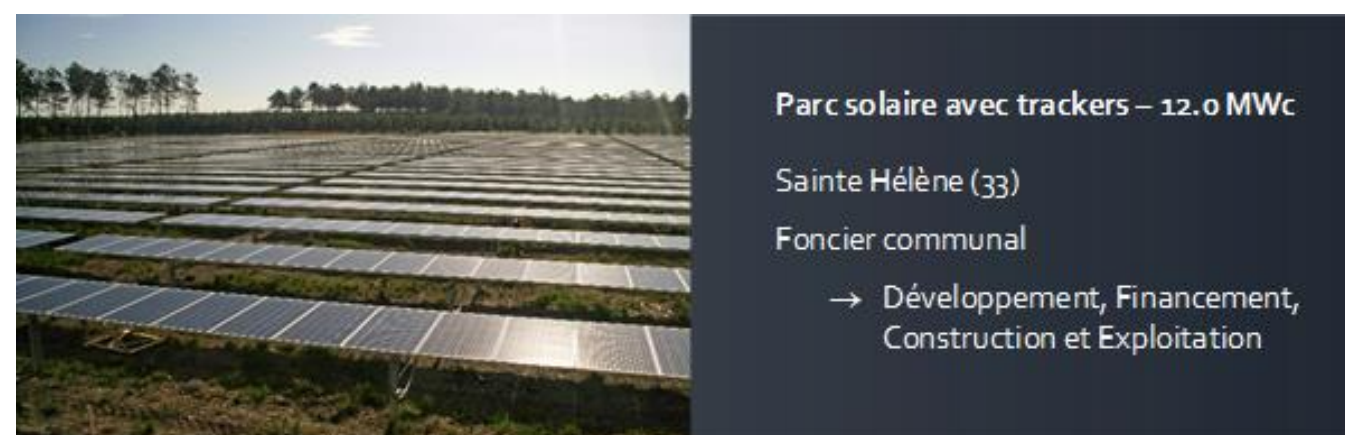 Parc solaire avec trackers – 12.0 MWc
Sainte Hélène (33)
Foncier communal
→ Développement, Financement,
Construction et Exploitation